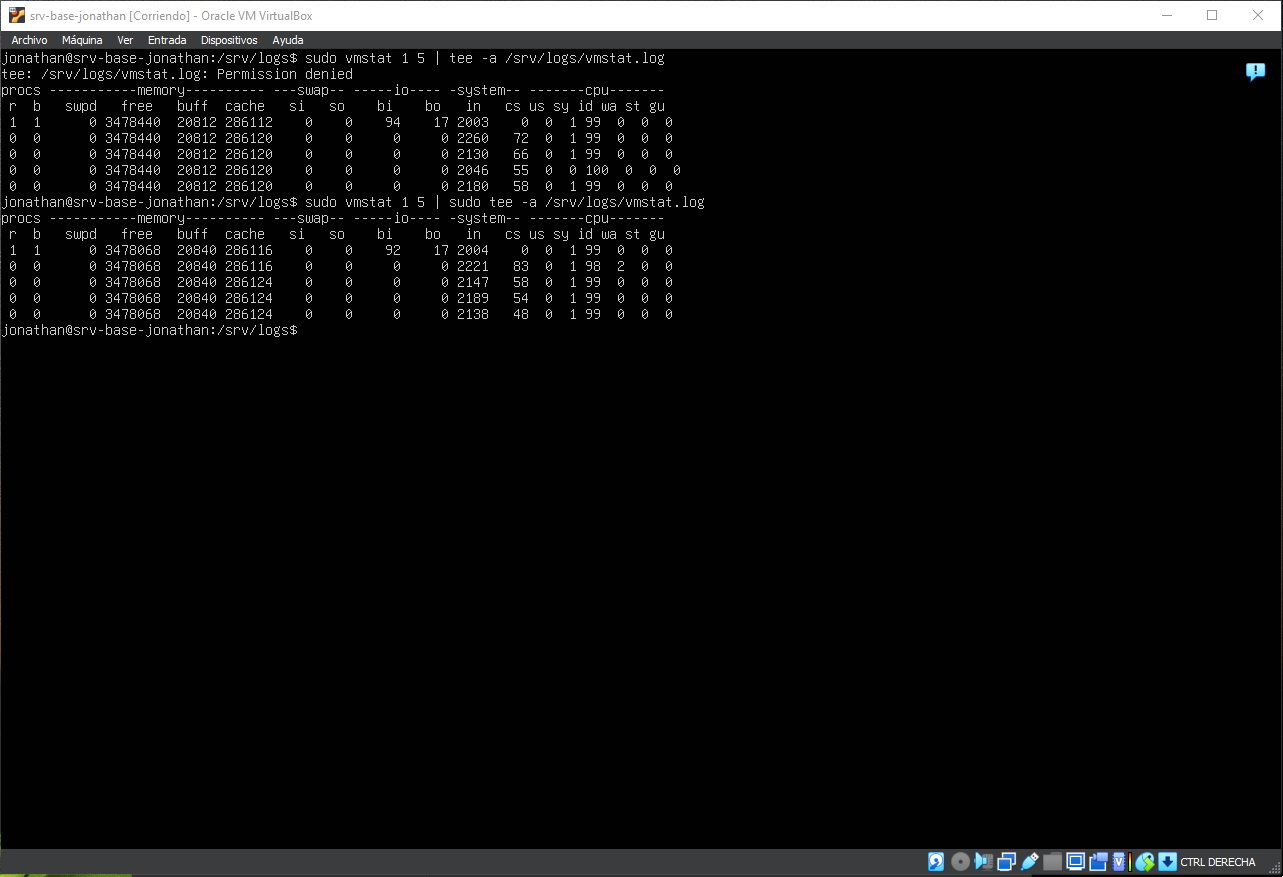 srv-base-jonathan [Corriendo] - Oracle VM VirtualBox
Archivo Máquina Ver Entrada Dispositivos Ayuda
jonathan@srv-base-jonathan:/srv/logs$ sudo vmstat 1 5 | tee -a /srv/logs/vmstat.log
tee: /srv/logs/vmstat.log: Permission denied
procs -----------memory---------- ---swap-- -----io---- -system-- -------cpu-------
 r  b   swpd   free   buff  cache   si   so    bi    bo   in   cs us sy id wa st gu
 1  1      0 3478440  20812 286112    0    0    94    17 2003    0  0  1 99  0  0  0
 0  0      0 3478440  20812 286120    0    0     0     0 2260   72  0  1 99  0  0  0
 0  0      0 3478440  20812 286120    0    0     0     0 2130   66  0  1 99  0  0  0
 0  0      0 3478440  20812 286120    0    0     0     0 2046   55  0  0 100  0  0  0
 0  0      0 3478440  20812 286120    0    0     0     0 2180   58  0  1 99  0  0  0
jonathan@srv-base-jonathan:/srv/logs$ sudo vmstat 1 5 | sudo tee -a /srv/logs/vmstat.log
procs -----------memory---------- ---swap-- -----io---- -system-- -------cpu-------
 r  b   swpd   free   buff  cache   si   so    bi    bo   in   cs us sy id wa st gu
 1  1      0 3478068  20840 286116    0    0    92    17 2004    0  0  1 99  0  0  0
 0  0      0 3478068  20840 286116    0    0     0     0 2221   83  0  1 98  2  0  0
 0  0      0 3478068  20840 286124    0    0     0     0 2147   58  0  1 99  0  0  0
 0  0      0 3478068  20840 286124    0    0     0     0 2189   54  0  1 99  0  0  0
 0  0      0 3478068  20840 286124    0    0     0     0 2138   48  0  1 99  0  0  0
jonathan@srv-base-jonathan:/srv/logs$
CTRL DERECHA